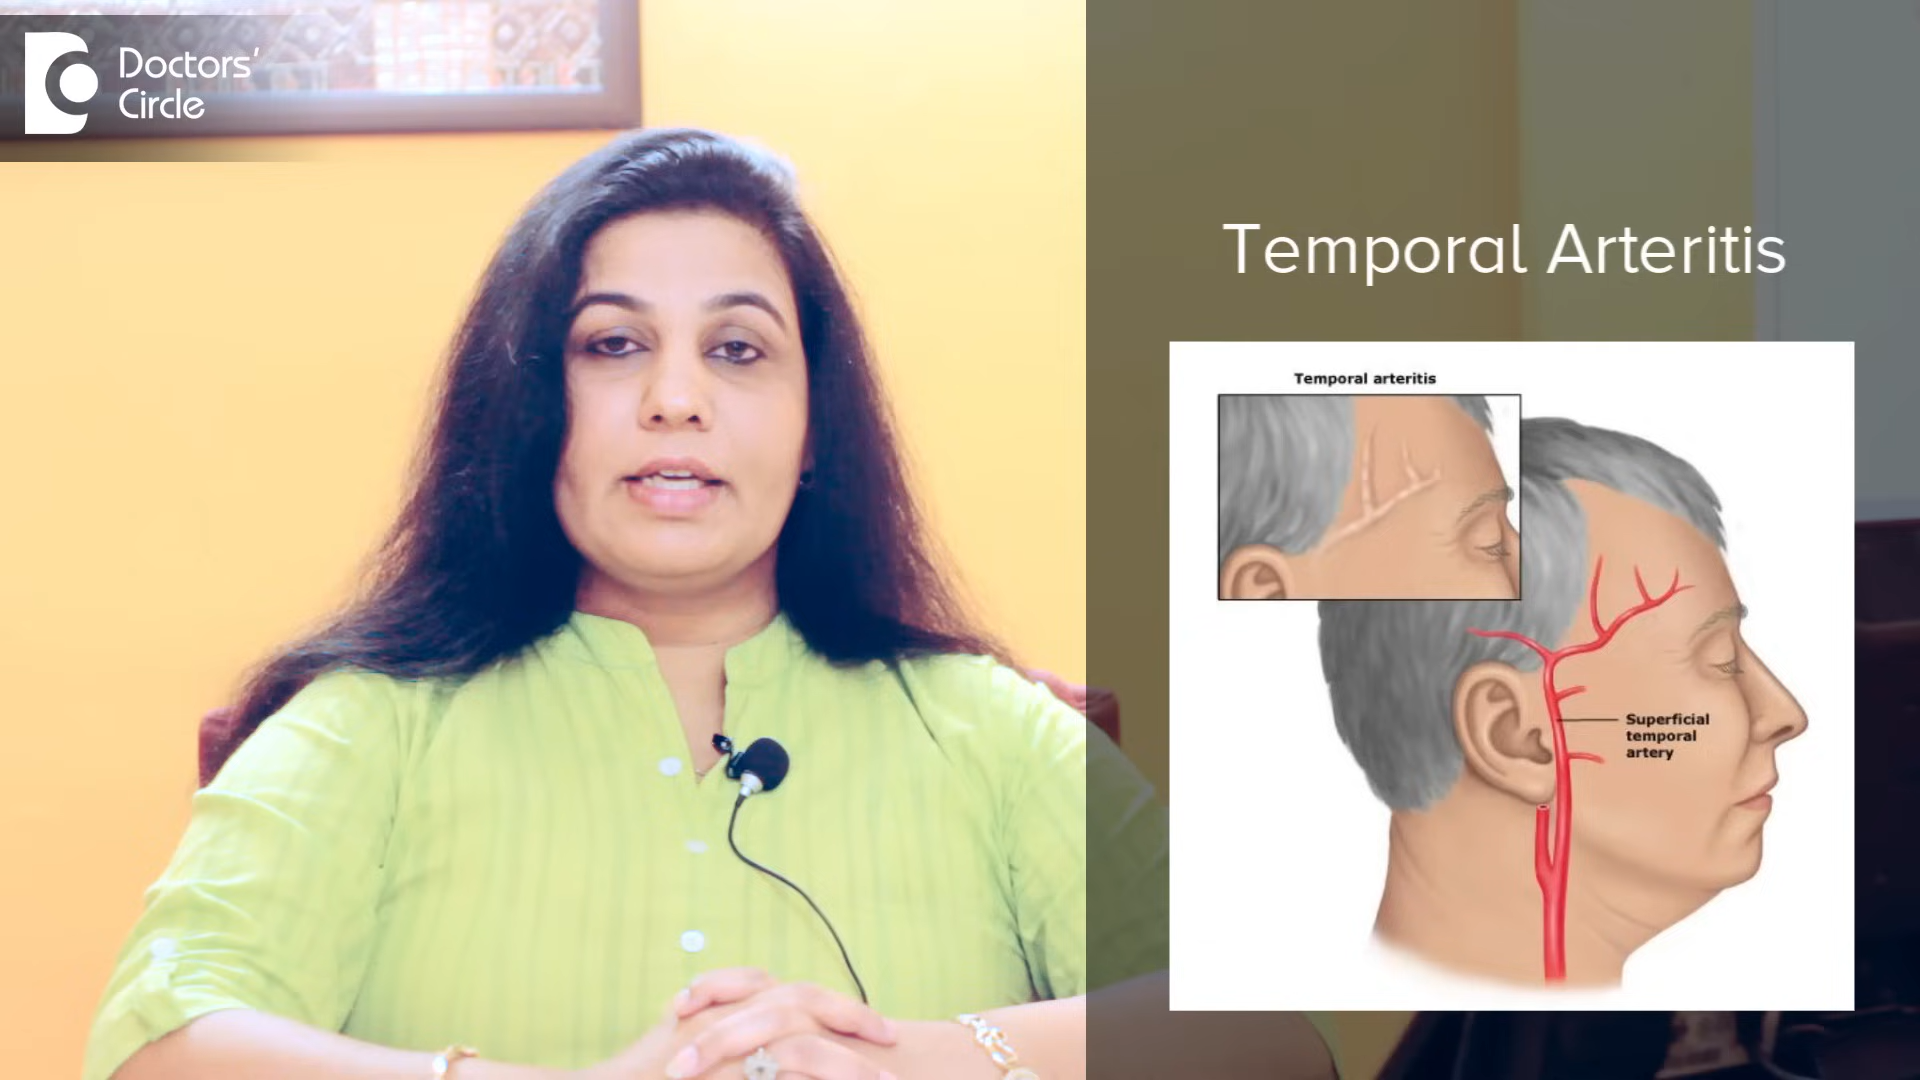 Doctors'
Circle
Temporal Arteritis
Temporal arteritis
Superficial
temporal
artery